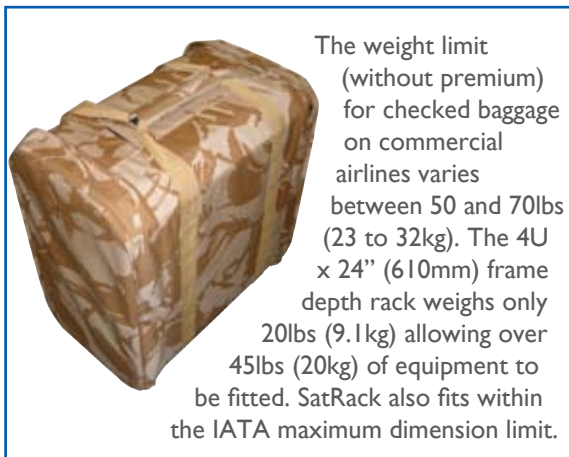 The weight limit
(without premium)
for checked baggage
on commercial
airlines varies
between 50 and 70lbs
(23 to 32kg). The 4U
x 24” (610mm) frame
depth rack weighs only
20lbs (9.1kg) allowing over
45lbs (20kg) of equipment to
be fitted. SatRack also fits within
the IATA maximum dimension limit.